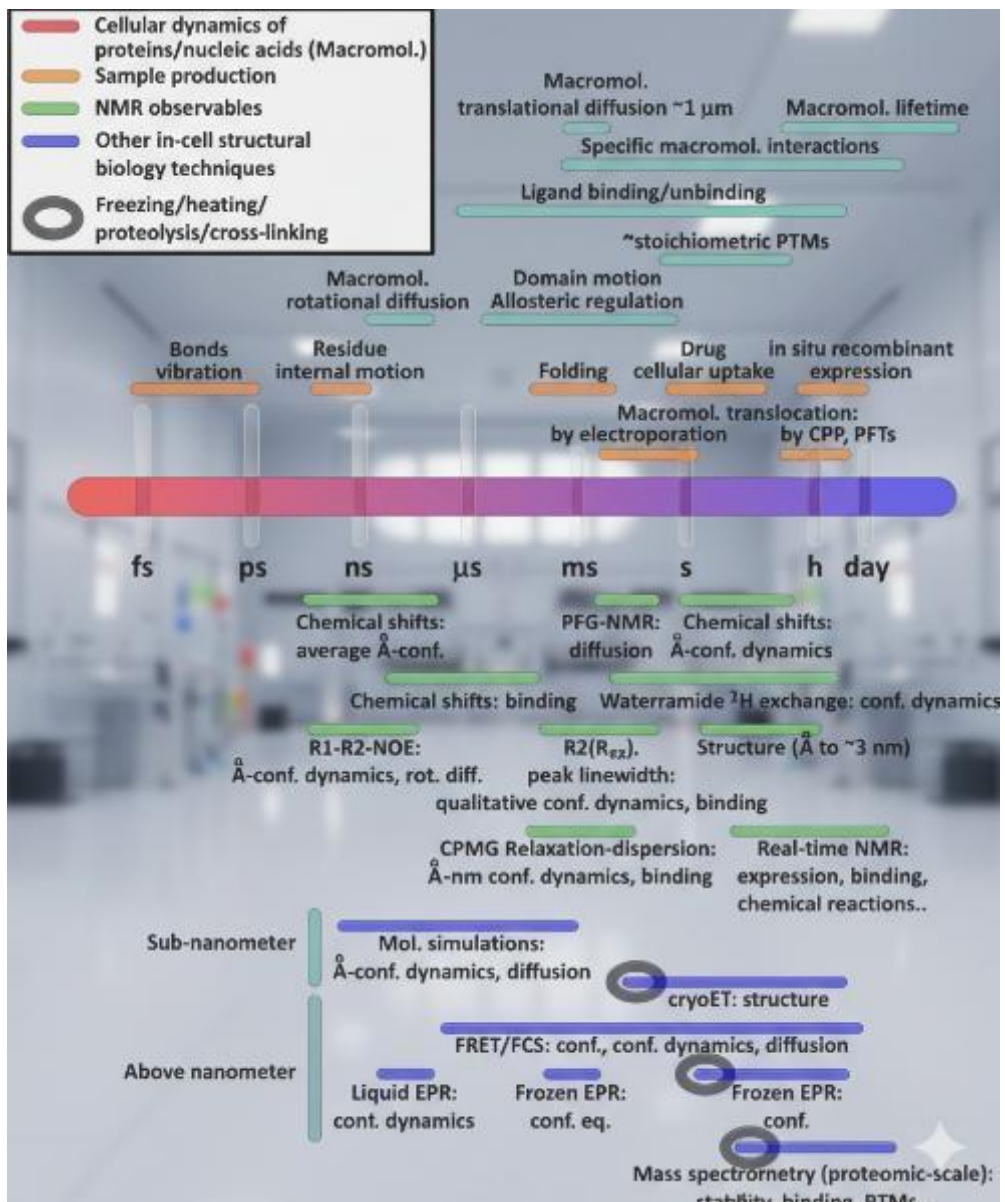 Cellular dynamics of
proteins/nucleic acids (Macromol.)
Sample production
NMR observables
Other in-cell structural
biology techniques
Freezing/heating/
proteolysis/cross-linking
Macromol.
translational diffusion ~1 μm
Macromol. lifetime
Specific macromol. interactions
Ligand binding/unbinding
~stoichiometric PTMs
Macromol.
rotational diffusion
Domain motion
Allosteric regulation
Bonds
vibration
Residue
internal motion
Folding
Drug
cellular uptake
in situ recombinant
expression
Macromol. translocation:
by electroporation
by CPP, PFTs
fs
ps
ns
μs
ms
s
h
day
Chemical shifts:
average Å-conf.
PFG-NMR:
diffusion
Chemical shifts:
Å-conf. dynamics
Chemical shifts: binding
Waterramide ²H exchange: conf. dynamics
R1-R2-NOE:
Å-conf. dynamics, rot. diff.
R2(Rₑₓ).
peak linewidth:
qualitative conf. dynamics, binding
Structure (Å to ~3 nm)
CPMG Relaxation-dispersion:
Å-nm conf. dynamics, binding
Real-time NMR:
expression, binding,
chemical reactions..
Sub-nanometer
Mol. simulations:
Å-conf. dynamics, diffusion
cryoET: structure
Above nanometer
FRET/FCS: conf., conf. dynamics, diffusion
Liquid EPR:
cont. dynamics
Frozen EPR:
conf. eq.
Frozen EPR:
conf.
Mass spectrometry (proteomic-scale):
binding, PTMs